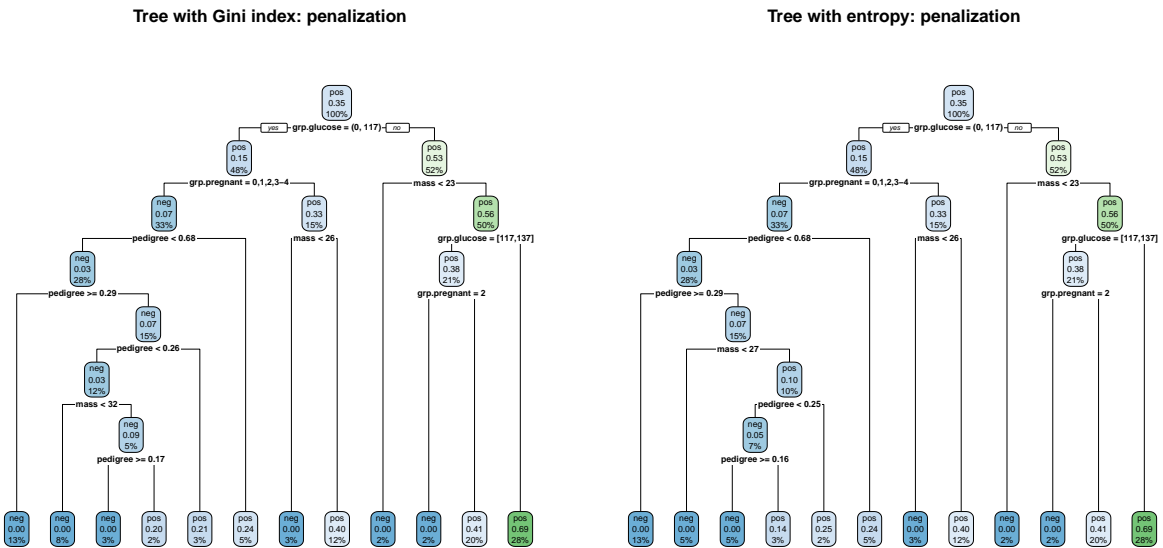 Tree with Gini index: penalization
pos
0.35
100%
yes grp.glucose = (0, 117) no
pos
0.15
48%
pos
0.53
52%
grp.pregnant = 0,1,2,3−4
mass < 23
neg
0.07
33%
pos
0.33
15%
pos
0.56
50%
pedigree < 0.68
mass < 26
grp.glucose = [117,137]
neg
0.03
28%
pos
0.38
21%
pedigree >= 0.29
grp.pregnant = 2
neg
0.07
15%
pedigree < 0.26
neg
0.03
12%
mass < 32
neg
0.09
5%
pedigree >= 0.17
neg
0.00
13%
neg
0.00
8%
neg
0.00
3%
pos
0.20
2%
pos
0.21
3%
pos
0.24
5%
neg
0.00
3%
pos
0.40
12%
neg
0.00
2%
neg
0.00
2%
pos
0.41
20%
pos
0.69
28%
Tree with entropy: penalization
pos
0.35
100%
yes grp.glucose = (0, 117) no
pos
0.15
48%
pos
0.53
52%
grp.pregnant = 0,1,2,3−4
mass < 23
neg
0.07
33%
pos
0.33
15%
pos
0.56
50%
pedigree < 0.68
mass < 26
grp.glucose = [117,137]
neg
0.03
28%
pos
0.38
21%
pedigree >= 0.29
grp.pregnant = 2
neg
0.07
15%
mass < 27
pos
0.10
10%
pedigree < 0.25
neg
0.05
7%
pedigree >= 0.16
neg
0.00
13%
neg
0.00
5%
neg
0.00
5%
pos
0.14
3%
pos
0.25
2%
pos
0.24
5%
neg
0.00
3%
pos
0.40
12%
neg
0.00
2%
neg
0.00
2%
pos
0.41
20%
pos
0.69
28%